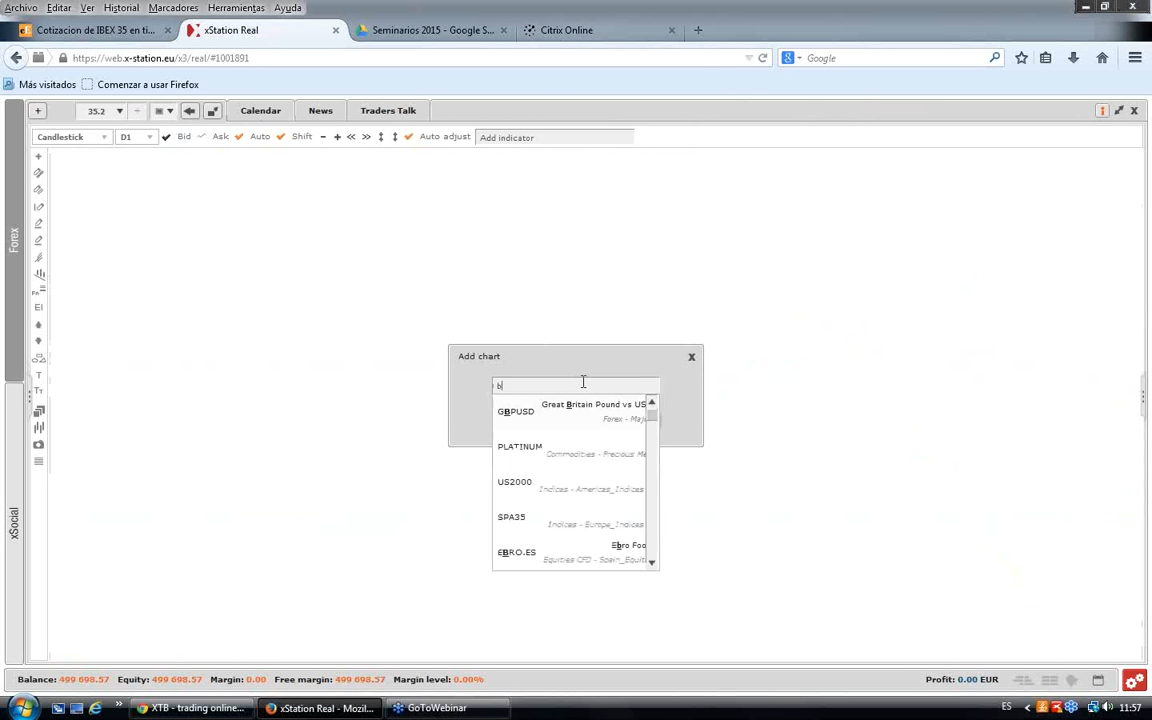 Archivo Editar Ver Historial Marcadores Herramientas Ayuda
Cotizacion de IBEX 35 en ti... xStation Real Seminarios 2015 - Google S... Citrix Online
https://web.x-station.eu/x3/real/#1001891 Google
Más visitados Comenzar a usar Firefox
35.2 Calendar News Traders Talk
Candlestick D1 Bid Ask Auto Shift Auto adjust Add indicator
Forex
xSocial
Add chart X
b
GBPUSD Great Britain Pound vs US
Forex - Maj
PLATINUM
Commodities - Precious Me
US2000
Indices - Americas_Indices
SPA35
Indices - Europe_Indices
EBRO.ES Ebro Foo
Equities CFD - Spain_Equit
Balance: 499 698.57 Equity: 499 698.57 Margin: 0.00 Free margin: 499 698.57 Margin level: 0.00% Profit: 0.00 EUR
XTB - trading online... xStation Real - Mozil... GoToWebinar ES 11:57